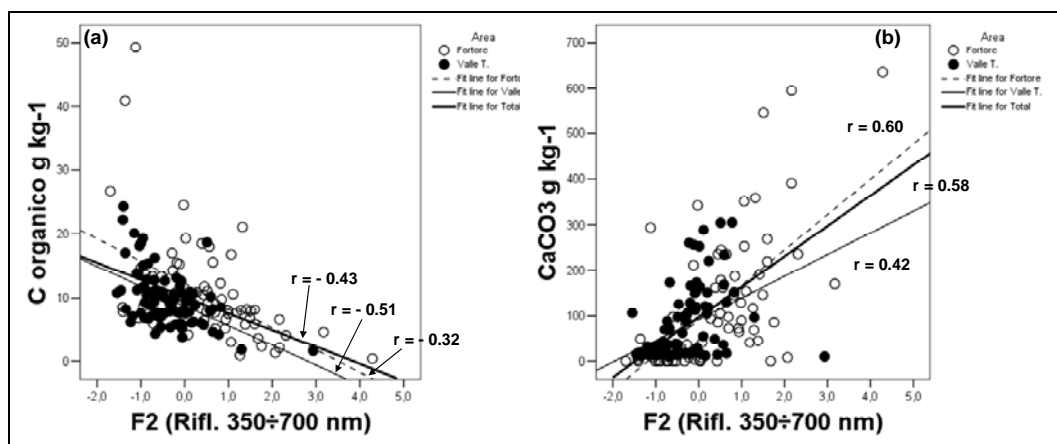 (a)
50
40
30
20
10
0
C organico g kg-1
-2,0 -1,0 0,0 1,0 2,0 3,0 4,0 5,0
F2 (Rifl. 350÷700 nm)
r = - 0.43
r = - 0.51
r = - 0.32
Area
Fortore
Valle T.
Fit line for Fortore
Fit line for Valle
Fit line for Total
(b)
700
600
500
400
300
200
100
0
CaCO3 g kg-1
-2,0 -1,0 0,0 1,0 2,0 3,0 4,0 5,0
F2 (Rifl. 350÷700 nm)
r = 0.60
r = 0.58
r = 0.42
Area
Fortore
Valle T.
Fit line for Fortore
Fit line for Valle T.
Fit line for Total